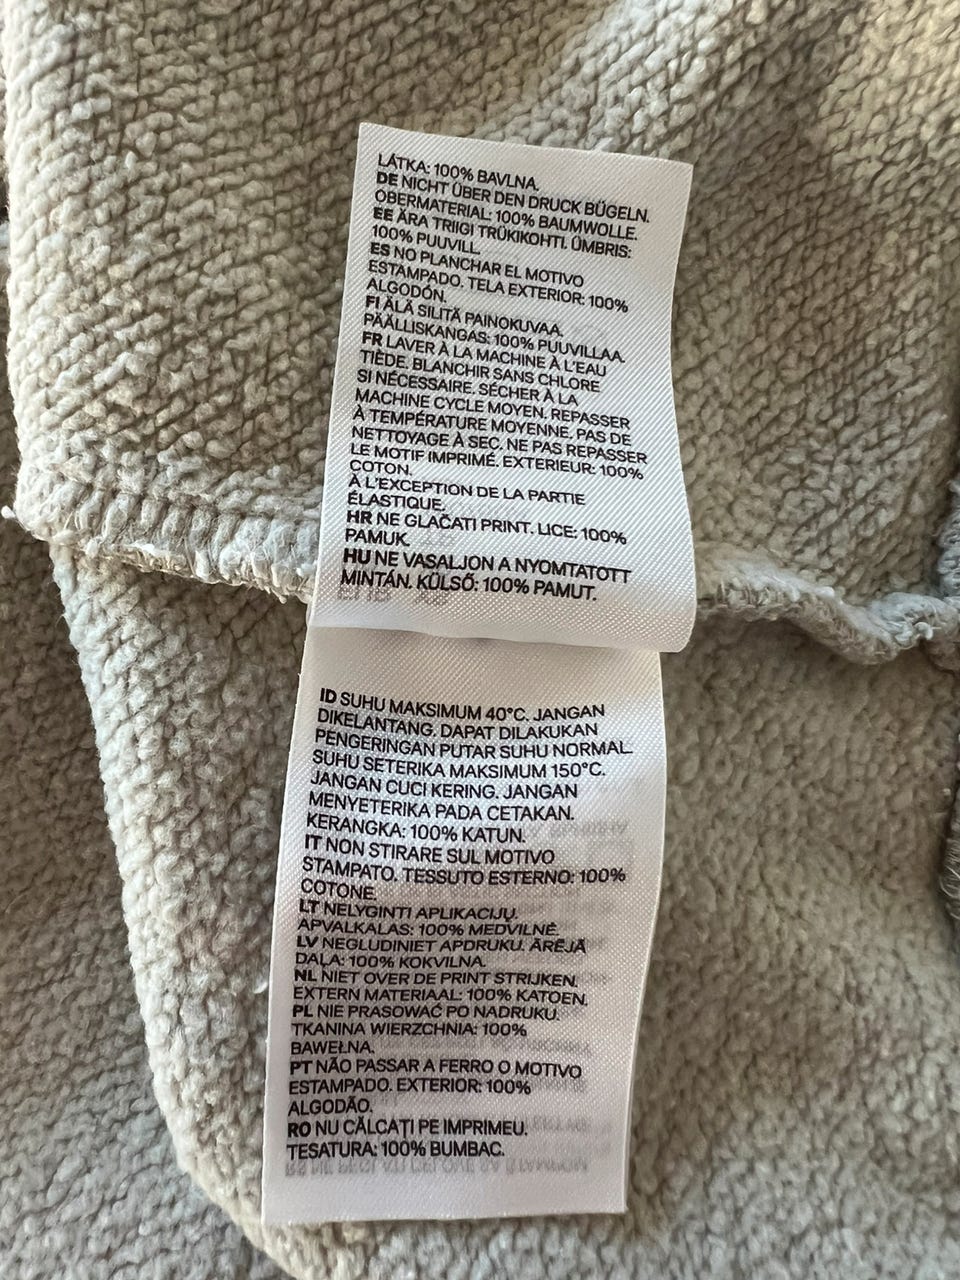 LÁTKA: 100% BAVLNA.
DE NICHT ÜBER DEN DRUCK BÜGELN.
OBERMATERIAL: 100% BAUMWOLLE.
EE ÄRA TRIIGI TRÜKIKOHTI. ÜMBRIS:
100% PUUVILL.
ES NO PLANCHAR EL MOTIVO
ESTAMPADO. TELA EXTERIOR: 100%
ALGODÓN.
FI ÄLÄ SILITÄ PAINOKUVAA.
PÄÄLLISKANGAS: 100% PUUVILLAA.
FR LAVER À LA MACHINE À L'EAU
TIÈDE. BLANCHIR SANS CHLORE
SI NÉCESSAIRE. SÉCHER À LA
MACHINE CYCLE MOYEN. REPASSER
À TEMPÉRATURE MOYENNE. PAS DE
NETTOYAGE À SEC. NE PAS REPASSER
LE MOTIF IMPRIMÉ. EXTERIEUR: 100%
COTON.
À L'EXCEPTION DE LA PARTIE
ÉLASTIQUE.
HR NE GLAČATI PRINT. LICE: 100%
PAMUK.
HU NE VASALJON A NYOMTATOTT
MINTÁN. KÜLSŐ: 100% PAMUT.
ID SUHU MAKSIMUM 40°C. JANGAN
DIKELANTANG. DAPAT DILAKUKAN
PENGERINGAN PUTAR SUHU NORMAL.
SUHU SETERIKA MAKSIMUM 150°C.
JANGAN CUCI KERING. JANGAN
MENYETERIKA PADA CETAKAN.
KERANGKA: 100% KATUN.
IT NON STIRARE SUL MOTIVO
STAMPATO. TESSUTO ESTERNO: 100%
COTONE.
LT NELYGINTI APLIKACIJŲ.
APVALKALAS: 100% MEDVILNĖ.
LV NEGLUDINIET APDRUKU. ĀRĒJĀ
DAĻA: 100% KOKVILNA.
NL NIET OVER DE PRINT STRIJKEN.
EXTERN MATERIAAL: 100% KATOEN.
PL NIE PRASOWAĆ PO NADRUKU.
TKANINA WIERZCHNIA: 100%
BAWEŁNA.
PT NÃO PASSAR A FERRO O MOTIVO
ESTAMPADO. EXTERIOR: 100%
ALGODÃO.
RO NU CĂLCAȚI PE IMPRIMEU.
TESATURA: 100% BUMBAC.